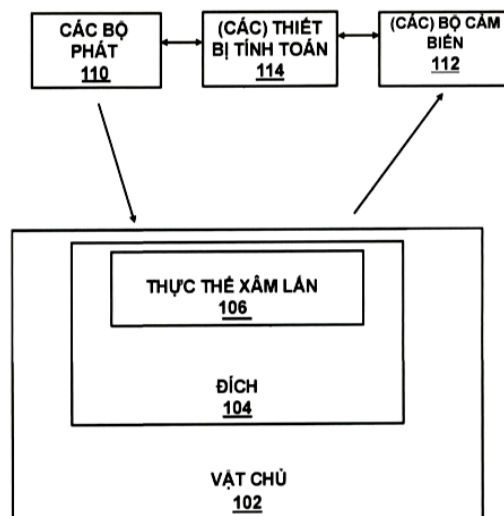 CÁC BỘ
PHÁT
110
(CÁC) THIẾT
BỊ TÍNH TOÁN
114
(CÁC) BỘ CẢM
BIẾN
112
THỰC THỂ XÂM LẤN
106
ĐÍCH
104
VẬT CHỦ
102